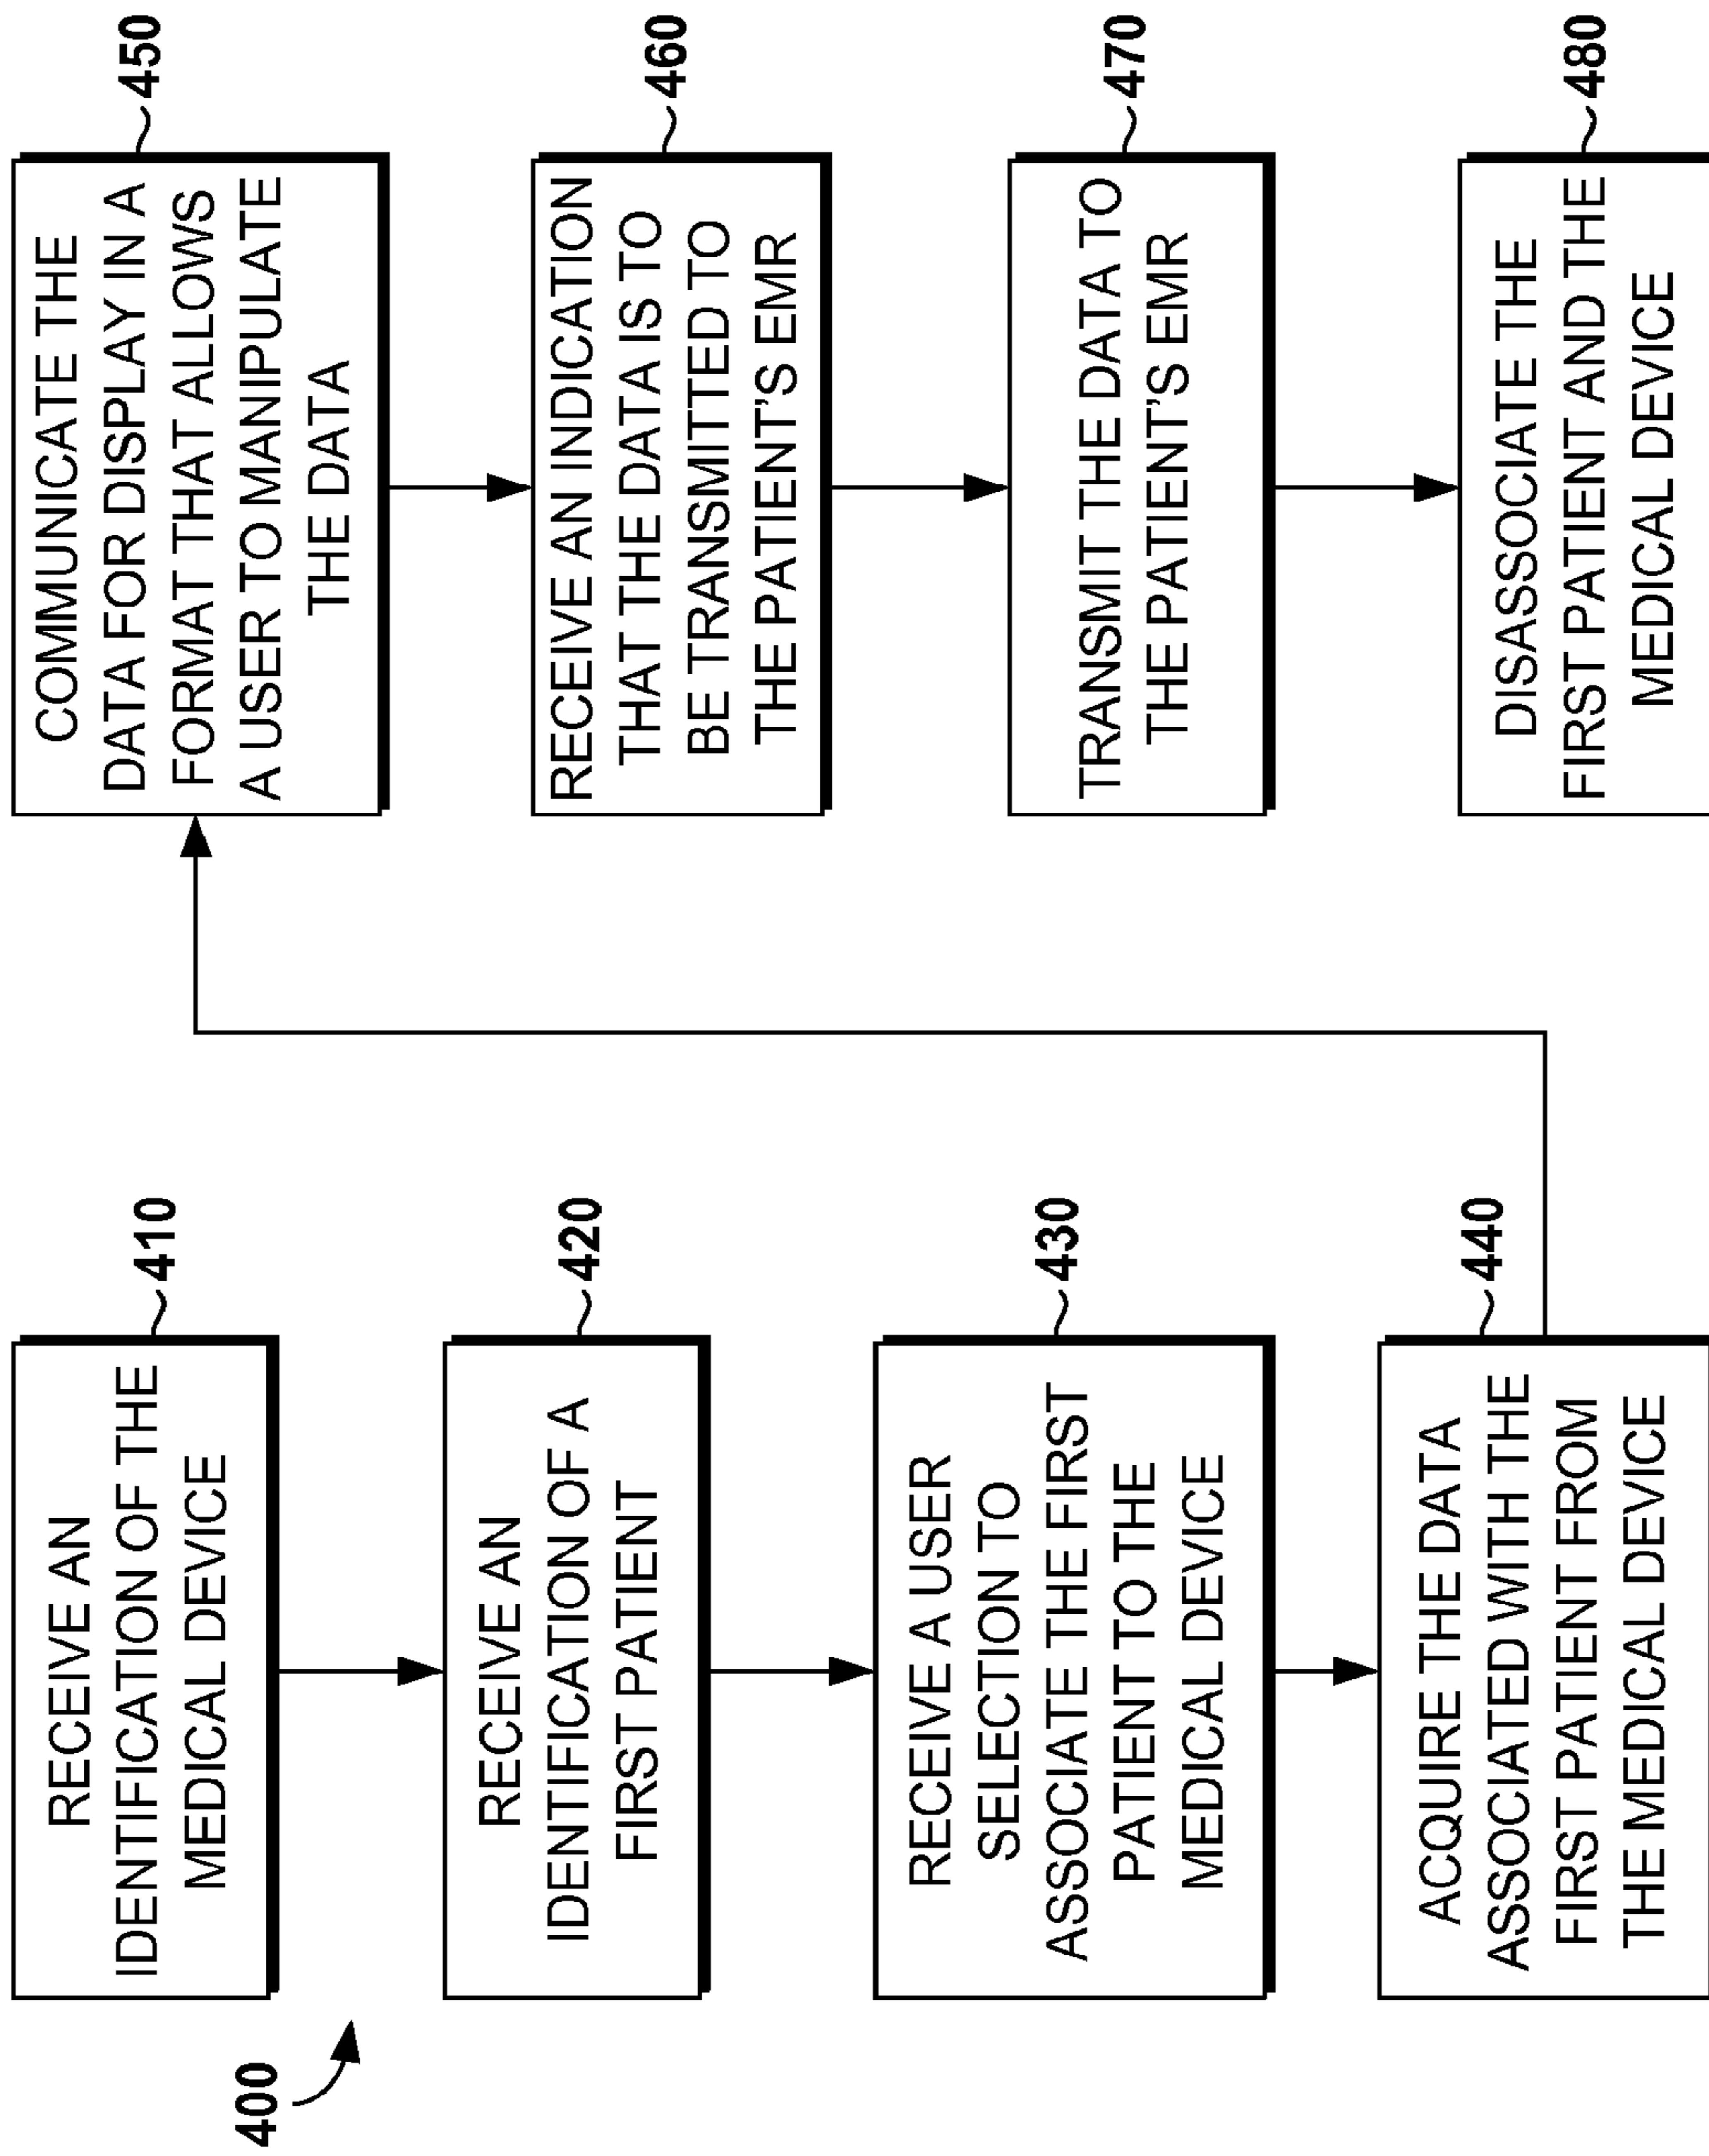 400
RECEIVE AN
IDENTIFICATION OF THE
MEDICAL DEVICE
410
RECEIVE AN
IDENTIFICATION OF A
FIRST PATIENT
420
RECEIVE A USER
SELECTION TO
ASSOCIATE THE FIRST
PATIENT TO THE
MEDICAL DEVICE
430
ACQUIRE THE DATA
ASSOCIATED WITH THE
FIRST PATIENT FROM
THE MEDICAL DEVICE
440
COMMUNICATE THE
DATA FOR DISPLAY IN A
FORMAT THAT ALLOWS
A USER TO MANIPULATE
THE DATA
450
RECEIVE AN INDICATION
THAT THE DATA IS TO
BE TRANSMITTED TO
THE PATIENT'S EMR
460
TRANSMIT THE DATA TO
THE PATIENT'S EMR
470
DISASSOCIATE THE
FIRST PATIENT AND THE
MEDICAL DEVICE
480